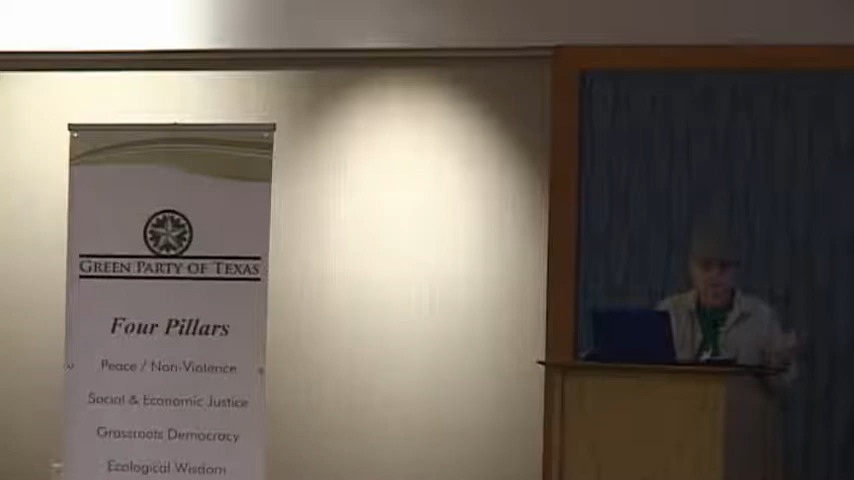 GREEN PARTY OF TEXAS
Four Pillars
Peace / Non-Violence
Social & Economic Justice
Grassroots Democracy
Ecological Wisdom